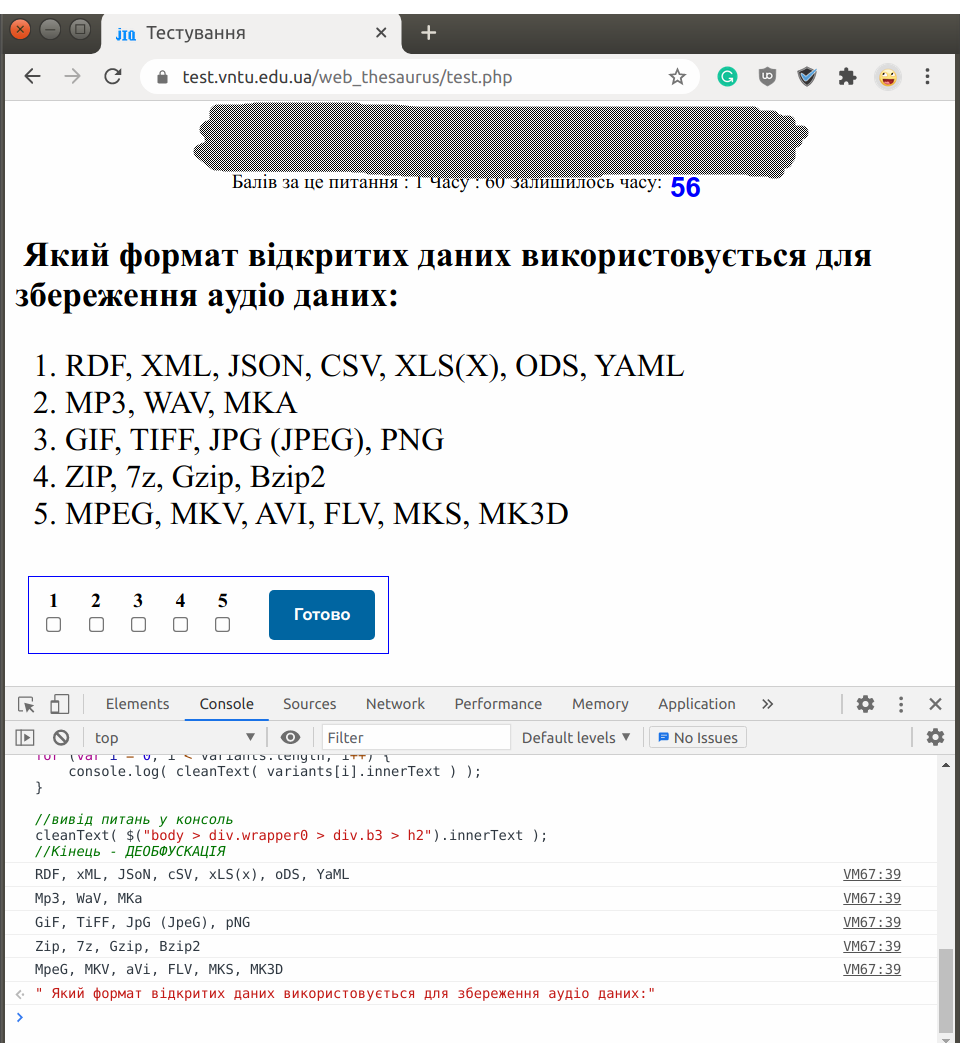 Тестування
test.vntu.edu.ua/web_thesaurus/test.php
Балів за це питання : 1 Часу : 60 Залишилось часу: 56
Який формат відкритих даних використовується для
збереження аудіо даних:
1. RDF, XML, JSON, CSV, XLS(X), ODS, YAML
2. MP3, WAV, MKA
3. GIF, TIFF, JPG (JPEG), PNG
4. ZIP, 7z, Gzip, Bzip2
5. MPEG, MKV, AVI, FLV, MKS, MK3D
1 2 3 4 5 Готово
Elements Console Sources Network Performance Memory Application
top Filter Default levels No Issues
for (var i = 0; i < variants.length; i++) {
console.log( cleanText( variants[i].innerText ) );
}
//вивід питань у консоль
cleanText( $("body > div.wrapper0 > div.b3 > h2").innerText );
//Кінець - ДЕОБФУСКАЦІЯ
RDF, xML, JSoN, cSV, xLS(x), oDS, YaML VM67:39
Mp3, WaV, MKa VM67:39
GiF, TiFF, JpG (JpeG), pNG VM67:39
Zip, 7z, Gzip, Bzip2 VM67:39
MpeG, MKV, aVi, FLV, MKS, MK3D VM67:39
" Який формат відкритих даних використовується для збереження аудіо даних:"